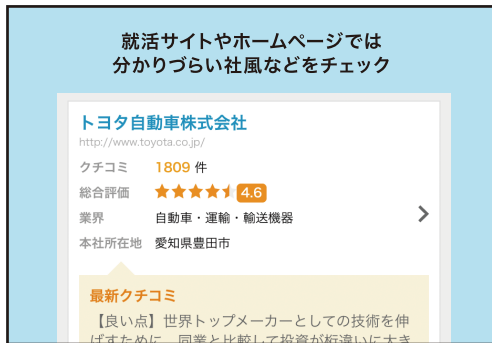 就活サイトやホームページでは
分かりづらい社風などをチェック
トヨタ自動車株式会社
http://www.toyota.co.jp/
クチコミ 1809 件
総合評価 4.6
業界 自動車・運輸・輸送機器
本社所在地 愛知県豊田市
最新クチコミ
【良い点】世界トップメーカーとしての技術を伸
ばすために、同業と比較して投資が桁違いに大き